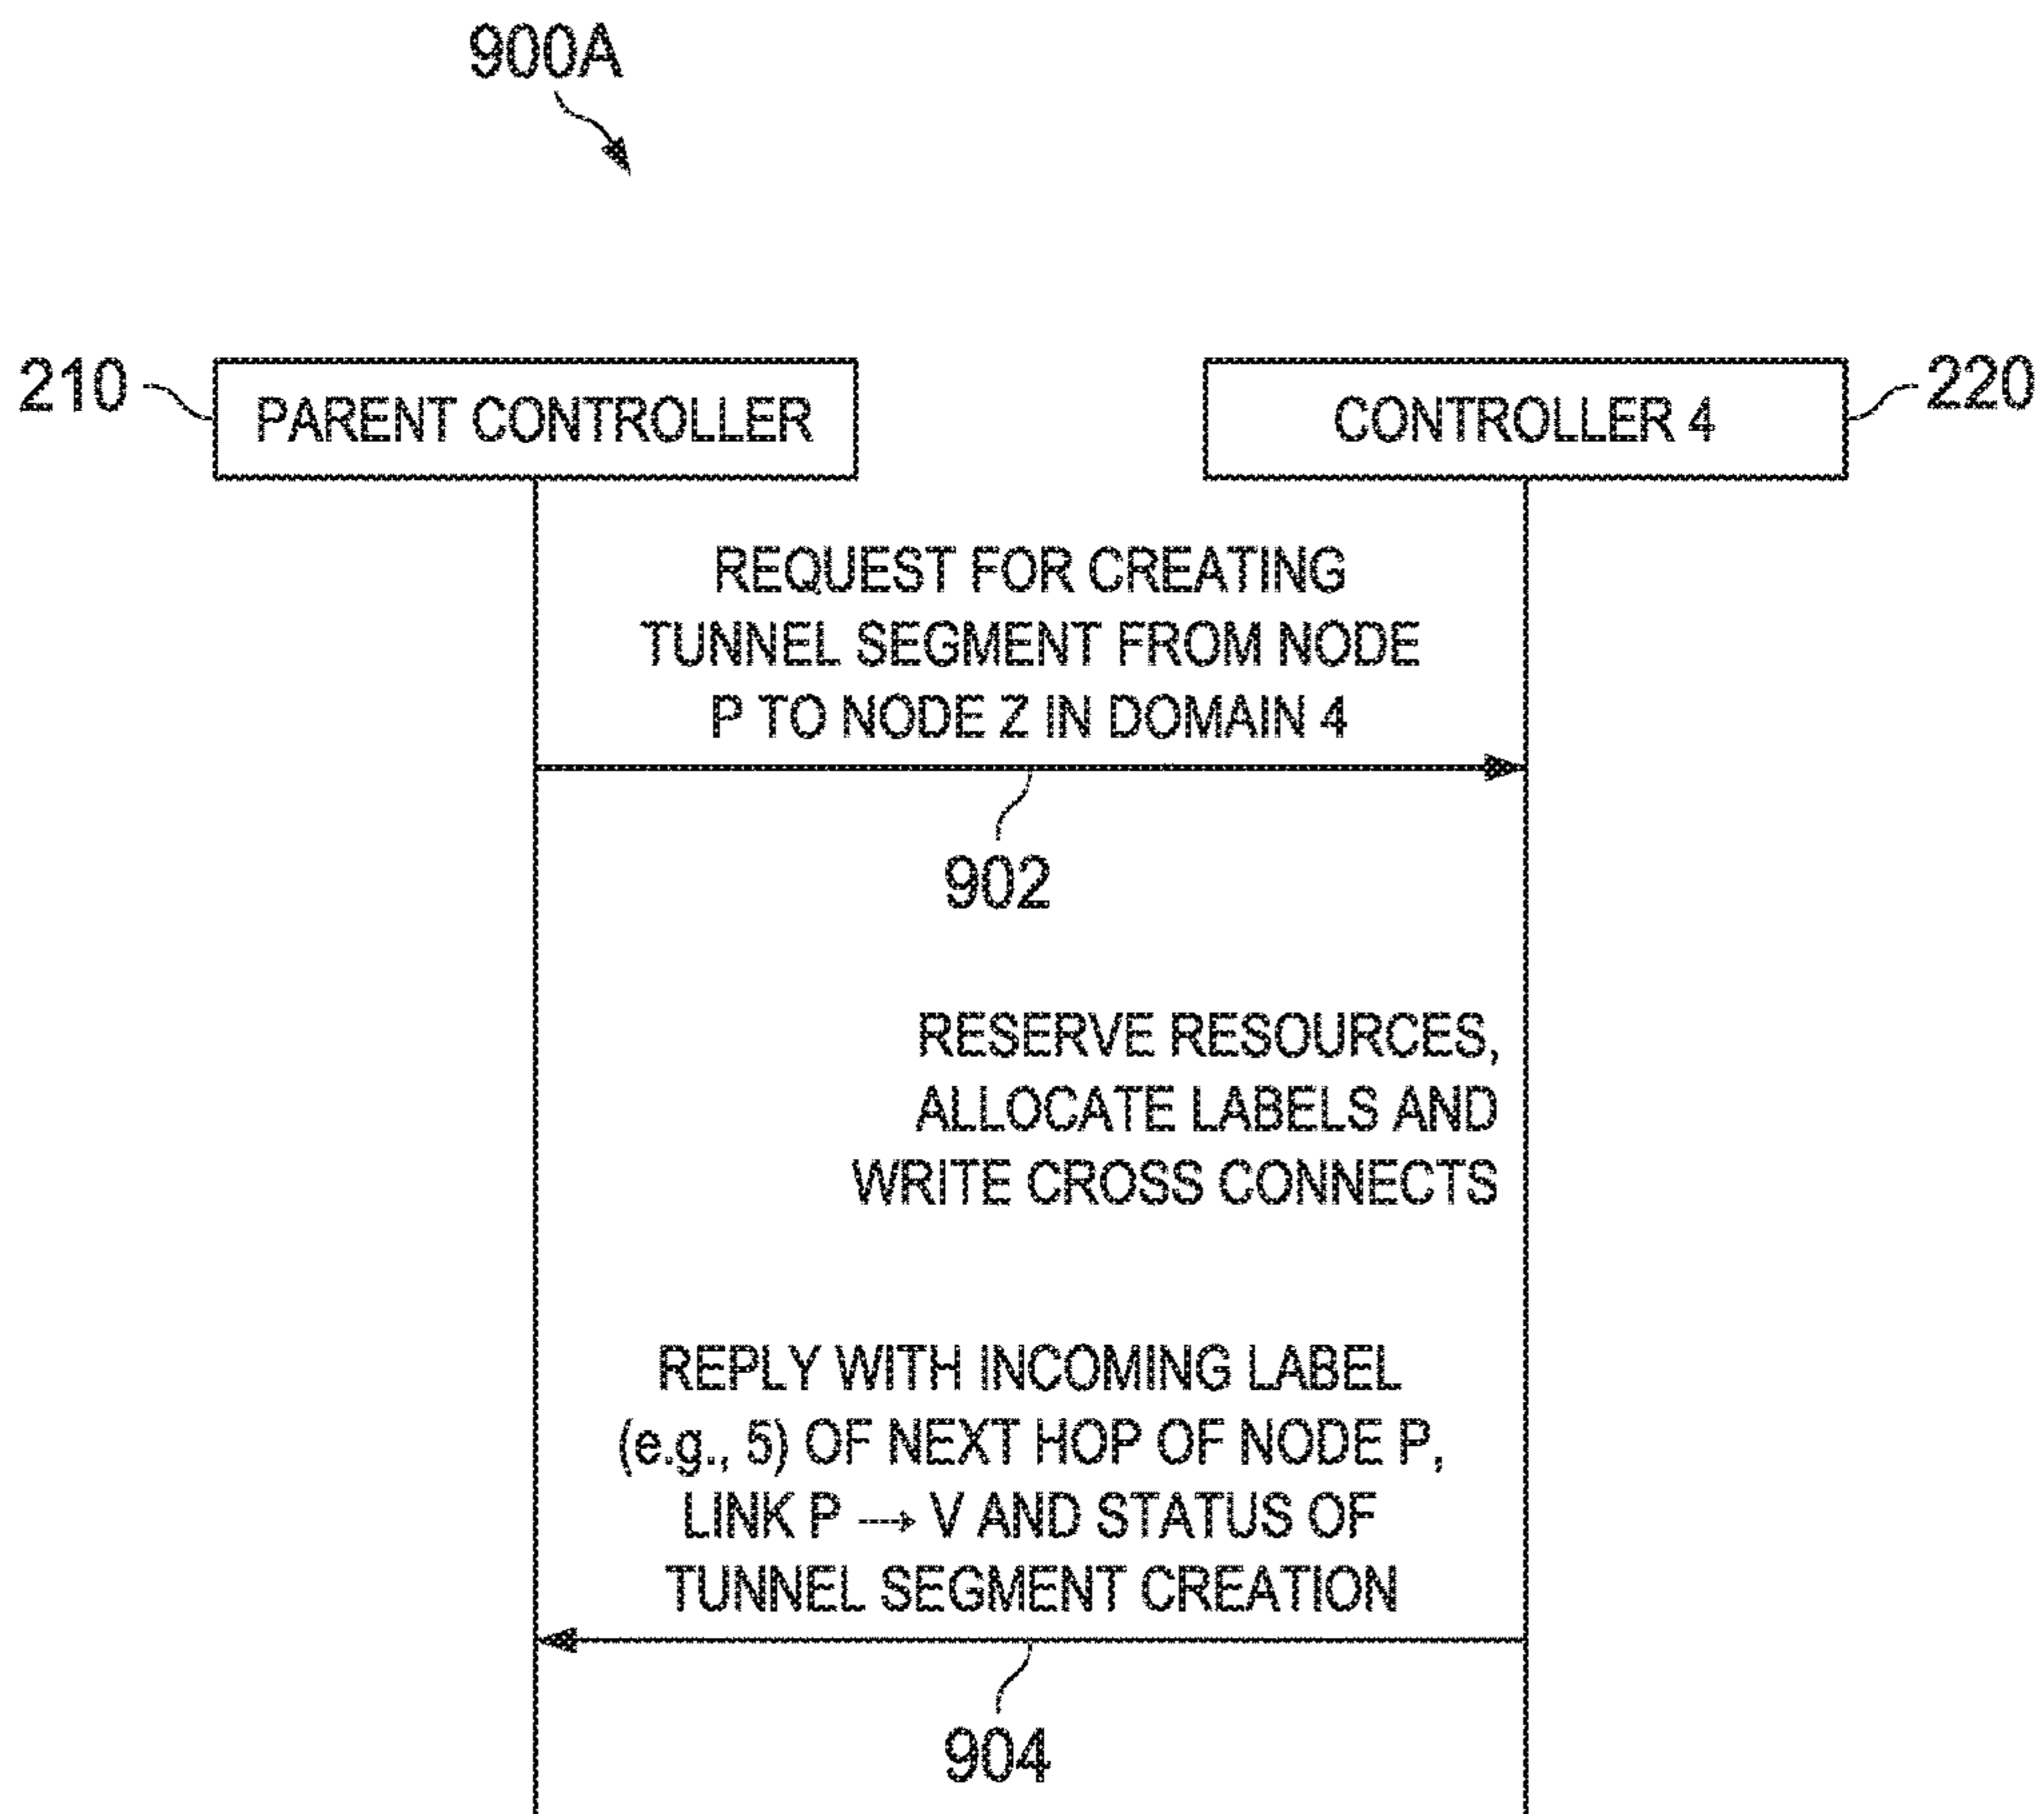 900A
210
PARENT CONTROLLER
CONTROLLER 4
220
REQUEST FOR CREATING
TUNNEL SEGMENT FROM NODE
P TO NODE Z IN DOMAIN 4
902
RESERVE RESOURCES,
ALLOCATE LABELS AND
WRITE CROSS CONNECTS
REPLY WITH INCOMING LABEL
(e.g., 5) OF NEXT HOP OF NODE P,
LINK P → V AND STATUS OF
TUNNEL SEGMENT CREATION
904